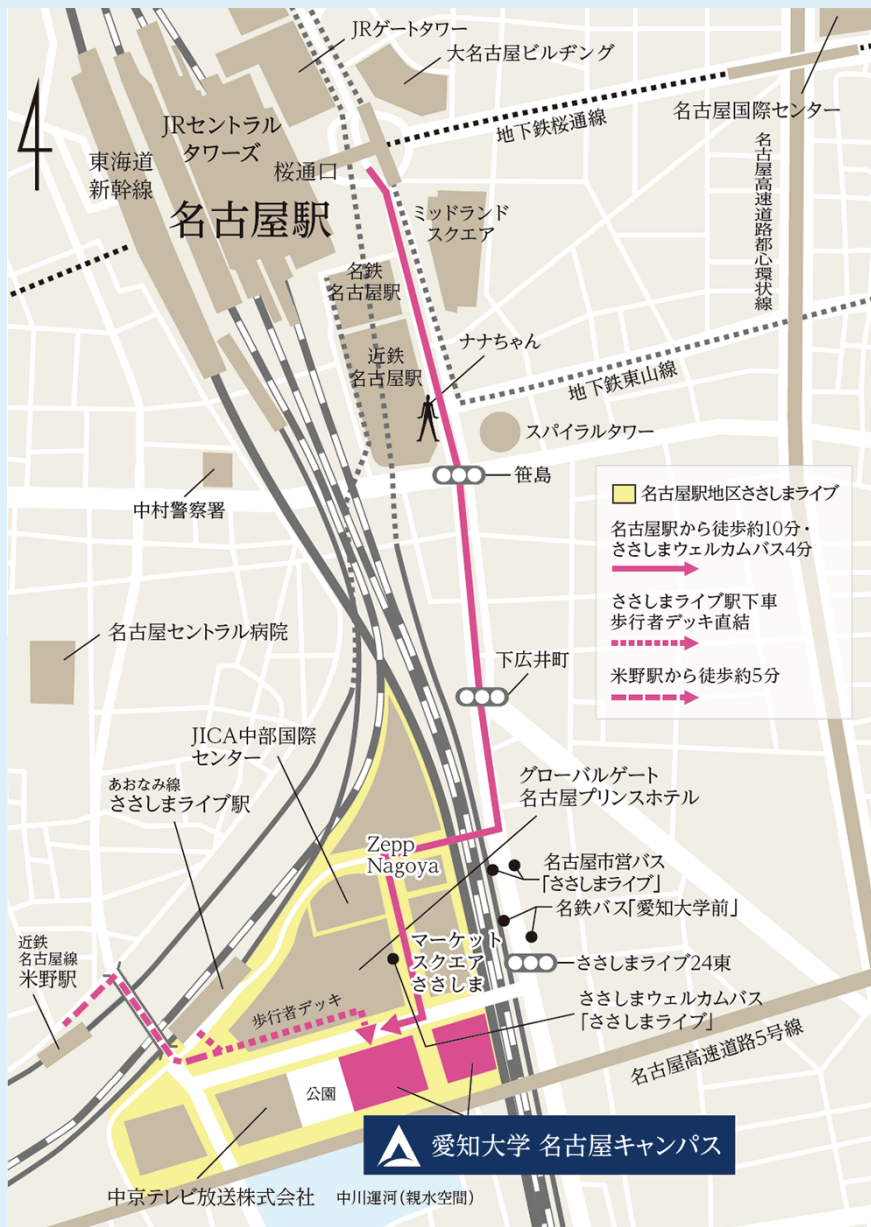 JRゲートタワー
大名古屋ビルヂング
名古屋国際センター
JRセントラル
タワーズ
地下鉄桜通線
東海道
新幹線
桜通口
名古屋高速道路都心環状線
名古屋駅
ミッドランド
スクエア
名鉄
名古屋駅
ナナちゃん
近鉄
名古屋駅
地下鉄東山線
スパイラルタワー
笹島
中村警察署
名古屋駅地区ささしまライブ
名古屋駅から徒歩約10分・
ささしまウェルカムバス4分
ささしまライブ駅下車
歩行者デッキ直結
米野駅から徒歩約5分
名古屋セントラル病院
下広井町
JICA中部国際
センター
グローバルゲート
名古屋プリンスホテル
あおなみ線
ささしまライブ駅
Zepp
Nagoya
名古屋市営バス
「ささしまライブ」
名鉄バス「愛知大学前」
近鉄
名古屋線
米野駅
マーケット
スクエア
ささしま
ささしまライブ24東
歩行者デッキ
ささしまウェルカムバス
「ささしまライブ」
名古屋高速道路5号線
公園
愛知大学 名古屋キャンパス
中京テレビ放送株式会社
中川運河(親水空間)